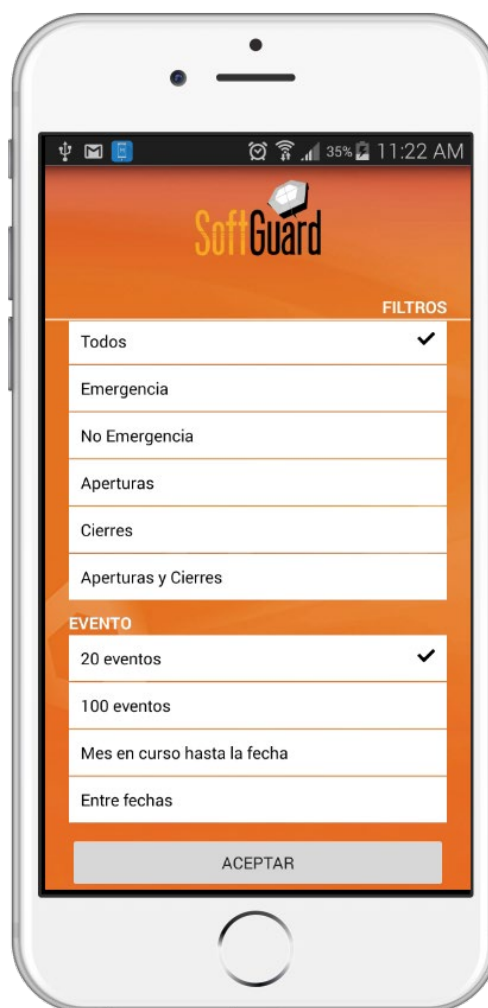 35% 11:22 AM
SoftGuard
FILTROS
Todos
Emergencia
No Emergencia
Aperturas
Cierres
Aperturas y Cierres
EVENTO
20 eventos
100 eventos
Mes en curso hasta la fecha
Entre fechas
ACEPTAR